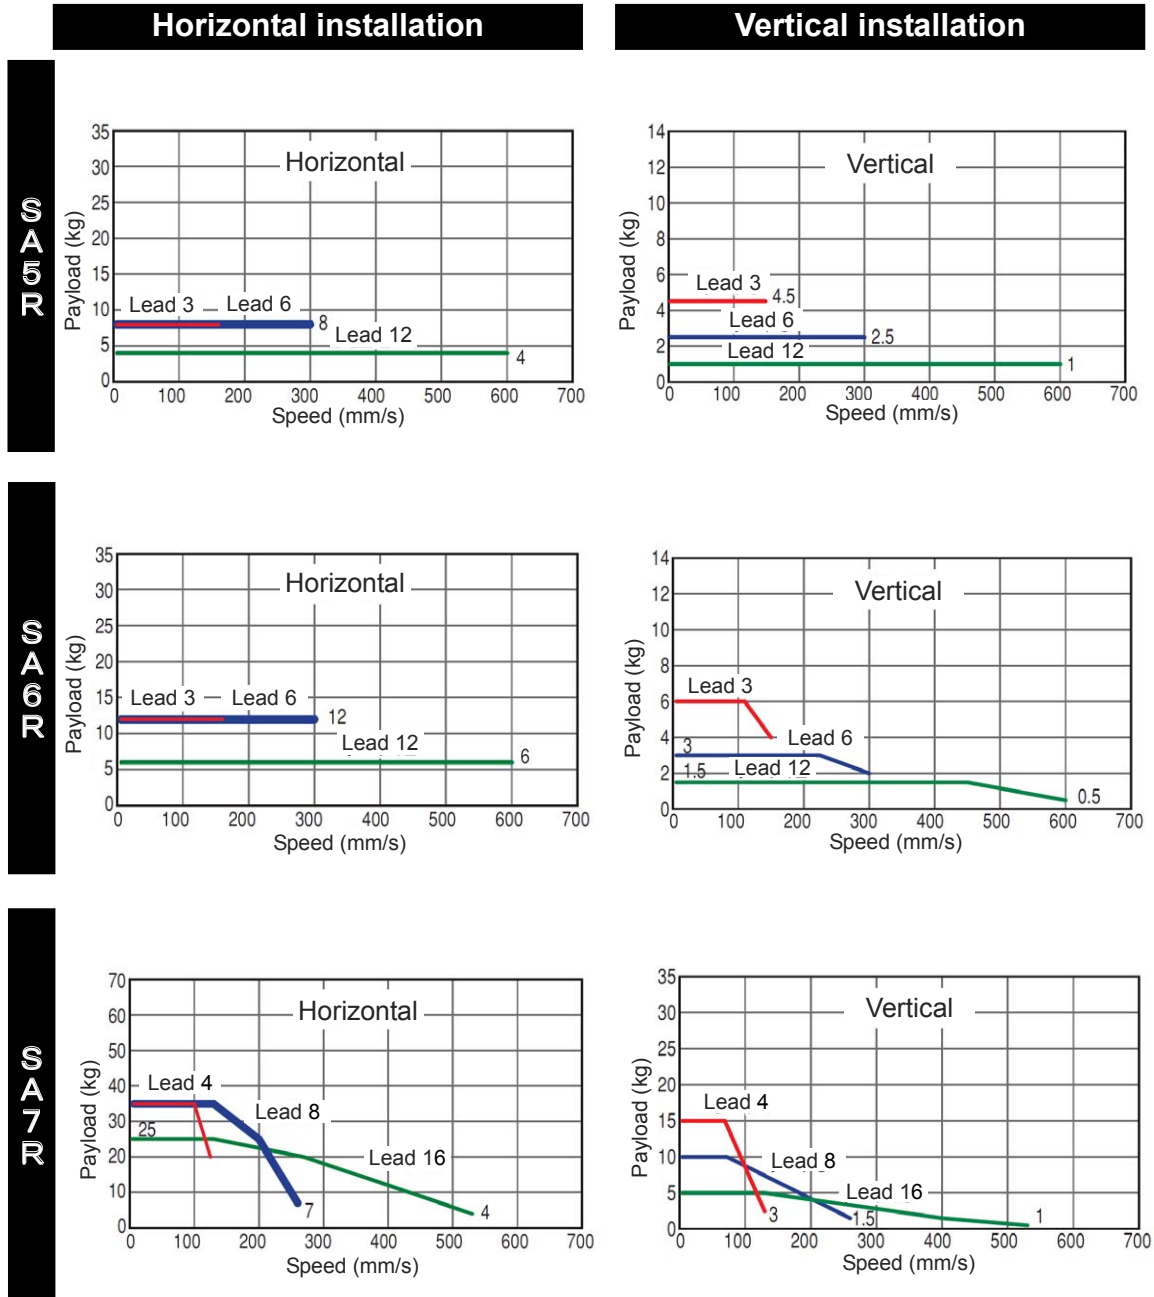 Horizontal installation
Vertical installation
SA5R
35
30
25
20
15
10
5
0
Payload (kg)
Horizontal
Lead 3
Lead 6
8
Lead 12
4
0 100 200 300 400 500 600 700
Speed (mm/s)
14
12
10
8
6
4
2
0
Payload (kg)
Vertical
Lead 3
4.5
Lead 6
2.5
Lead 12
1
0 100 200 300 400 500 600 700
Speed (mm/s)
SA6R
35
30
25
20
15
10
5
0
Payload (kg)
Horizontal
Lead 3
Lead 6
12
Lead 12
6
0 100 200 300 400 500 600 700
Speed (mm/s)
14
12
10
8
6
4
2
0
Payload (kg)
Vertical
Lead 3
Lead 6
3
1.5
Lead 12
0.5
0 100 200 300 400 500 600 700
Speed (mm/s)
SA7R
70
60
50
40
30
20
10
0
Payload (kg)
Horizontal
Lead 4
Lead 8
25
Lead 16
7
4
0 100 200 300 400 500 600 700
Speed (mm/s)
35
30
25
20
15
10
5
0
Payload (kg)
Vertical
Lead 4
Lead 8
Lead 16
3
1.5
1
0 100 200 300 400 500 600 700
Speed (mm/s)